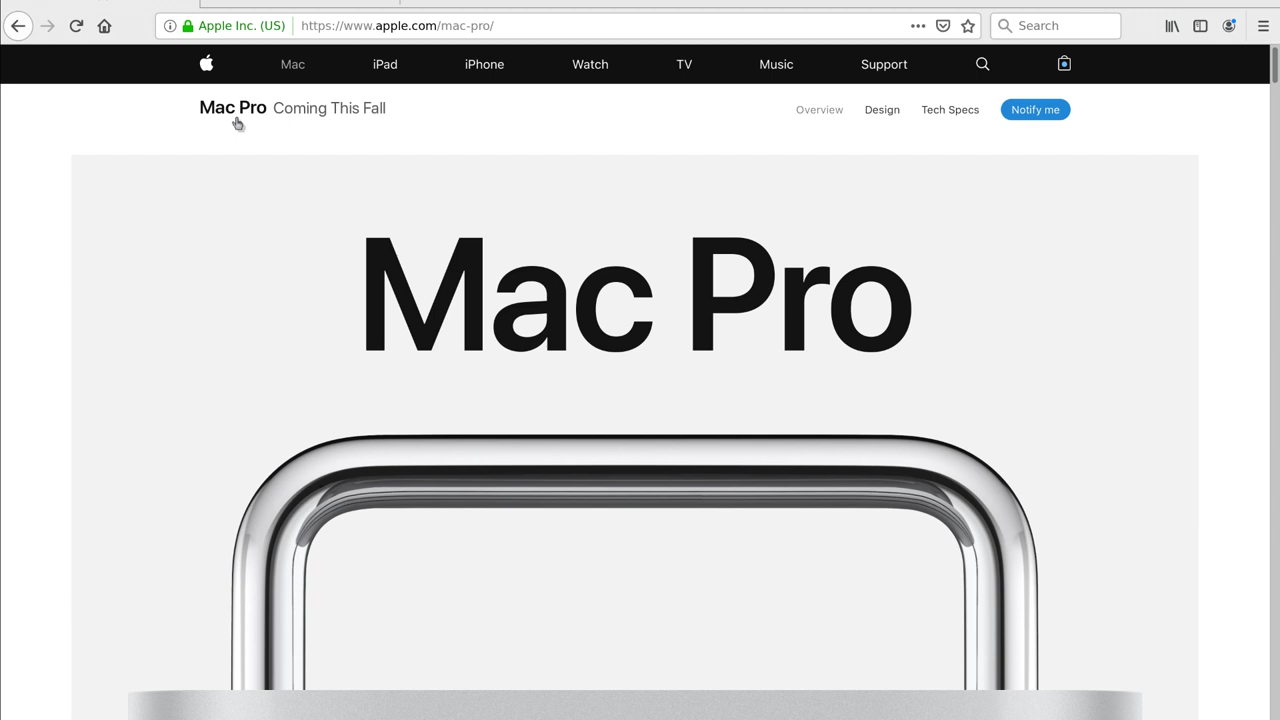 Apple Inc. (US) https://www.apple.com/mac-pro/ Search
Mac iPad iPhone Watch TV Music Support
Mac Pro Coming This Fall Overview Design Tech Specs Notify me
Mac Pro